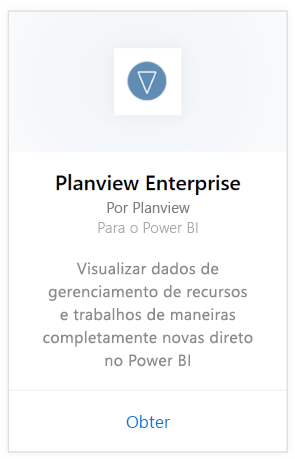 Planview Enterprise
Por Planview
Para o Power BI
Visualizar dados de
gerenciamento de recursos
e trabalhos de maneiras
completamente novas direto
no Power BI
Obter